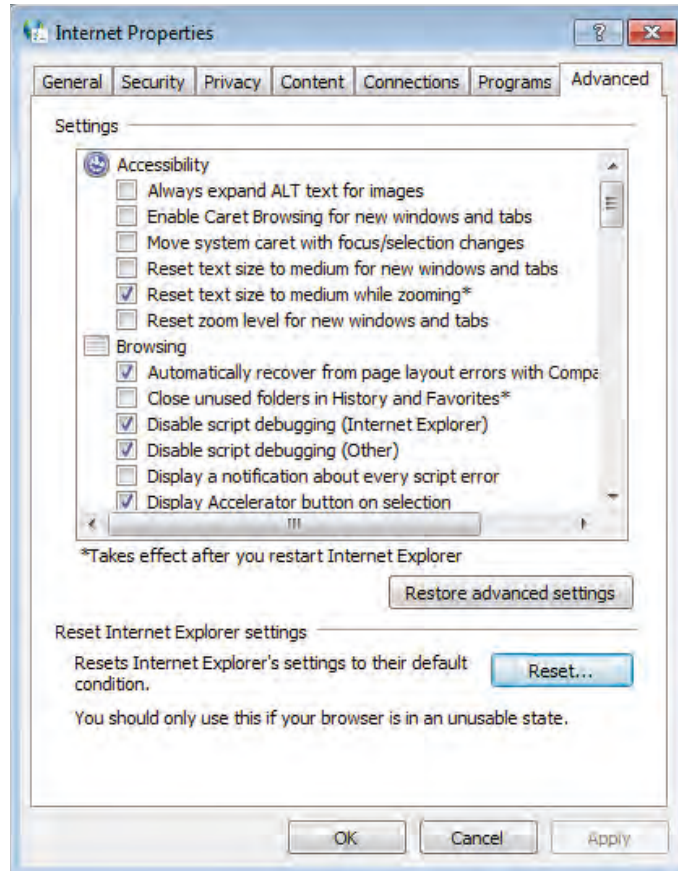 Internet Properties
General Security Privacy Content Connections Programs Advanced
Settings
Accessibility
Always expand ALT text for images
Enable Caret Browsing for new windows and tabs
Move system caret with focus/selection changes
Reset text size to medium for new windows and tabs
Reset text size to medium while zooming*
Reset zoom level for new windows and tabs
Browsing
Automatically recover from page layout errors with Compa
Close unused folders in History and Favorites*
Disable script debugging (Internet Explorer)
Disable script debugging (Other)
Display a notification about every script error
Display Accelerator button on selection
*Takes effect after you restart Internet Explorer
Restore advanced settings
Reset Internet Explorer settings
Resets Internet Explorer's settings to their default
condition.
Reset...
You should only use this if your browser is in an unusable state.
OK Cancel Apply